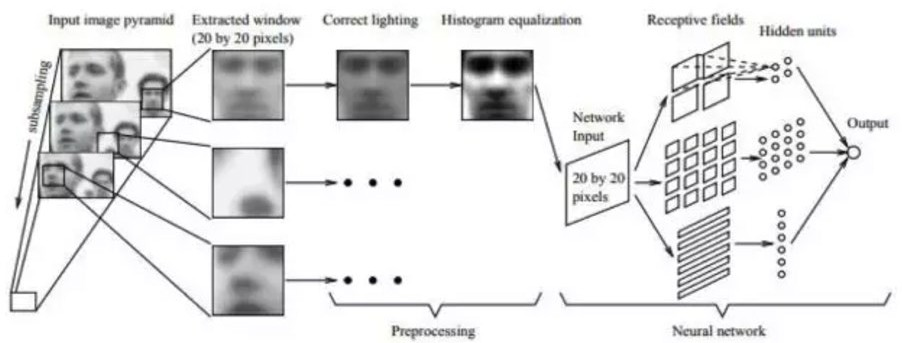 Input image pyramid
Extracted window
(20 by 20 pixels)
Correct lighting
Histogram equalization
Receptive fields
Hidden units
subsampling
Network
Input
Output
20 by 20
pixels
Preprocessing
Neural network